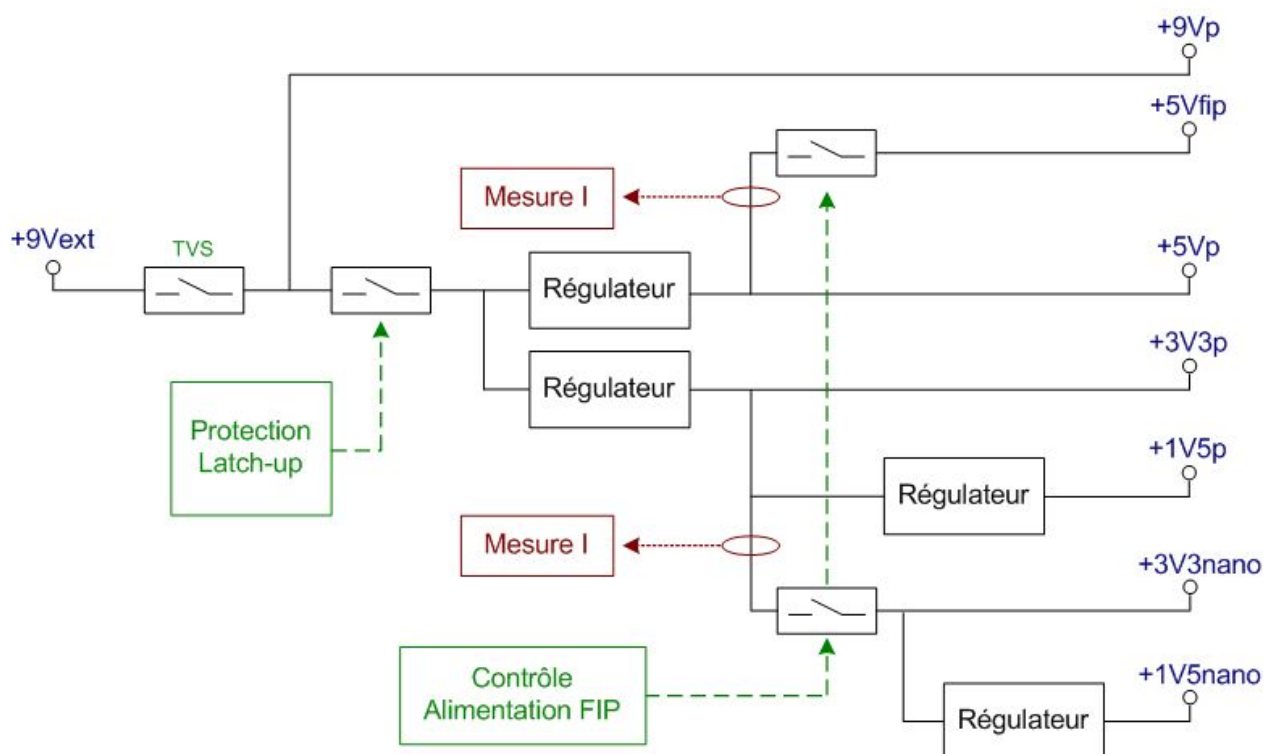 +9Vp
+5Vfip
Mesure I
+9Vext
TVS
+5Vp
Régulateur
+3V3p
Régulateur
Protection
Latch-up
+1V5p
Régulateur
Mesure I
+3V3nano
Contrôle
Alimentation FIP
+1V5nano
Régulateur